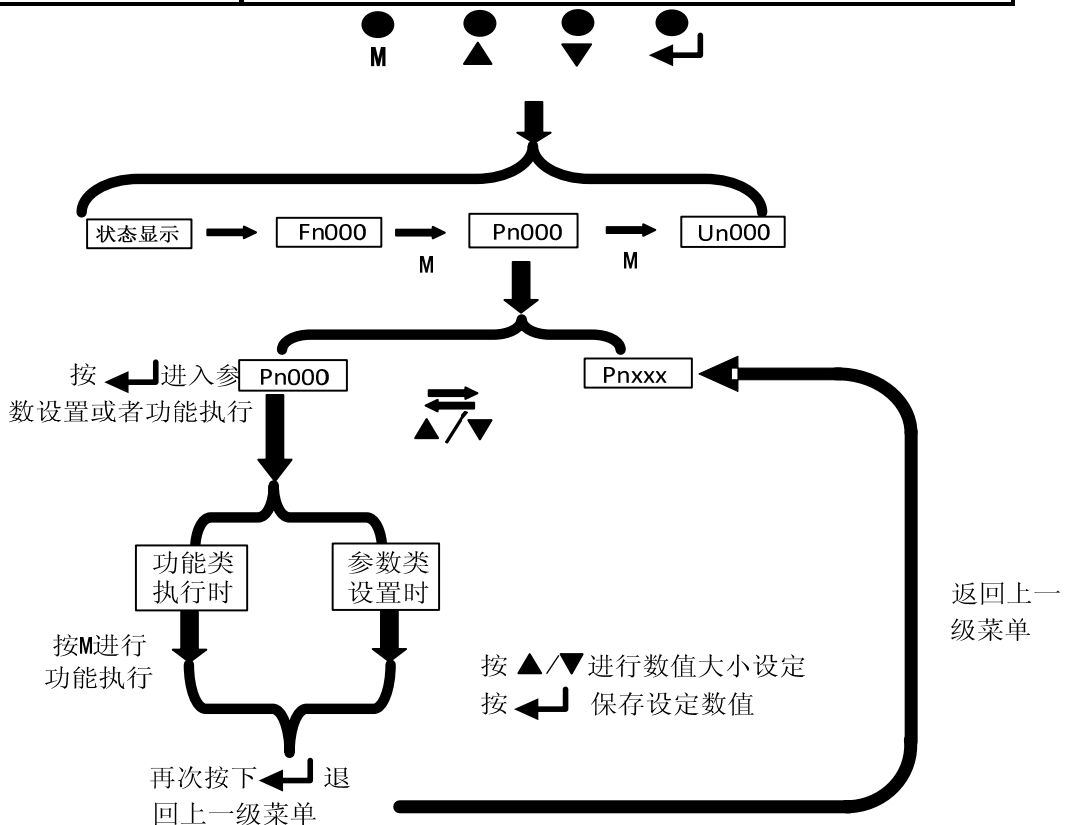 M
状态显示
Fn000
Pn000
Un000
M
M
Pn000
Pnxxx
按 进入参
数设置或者功能执行
/
功能类
执行时
参数类
设置时
按M进行
功能执行
按 ▲/▼进行数值大小设定
按 保存设定数值
返回上一
级菜单
再次按下 退
回上一级菜单